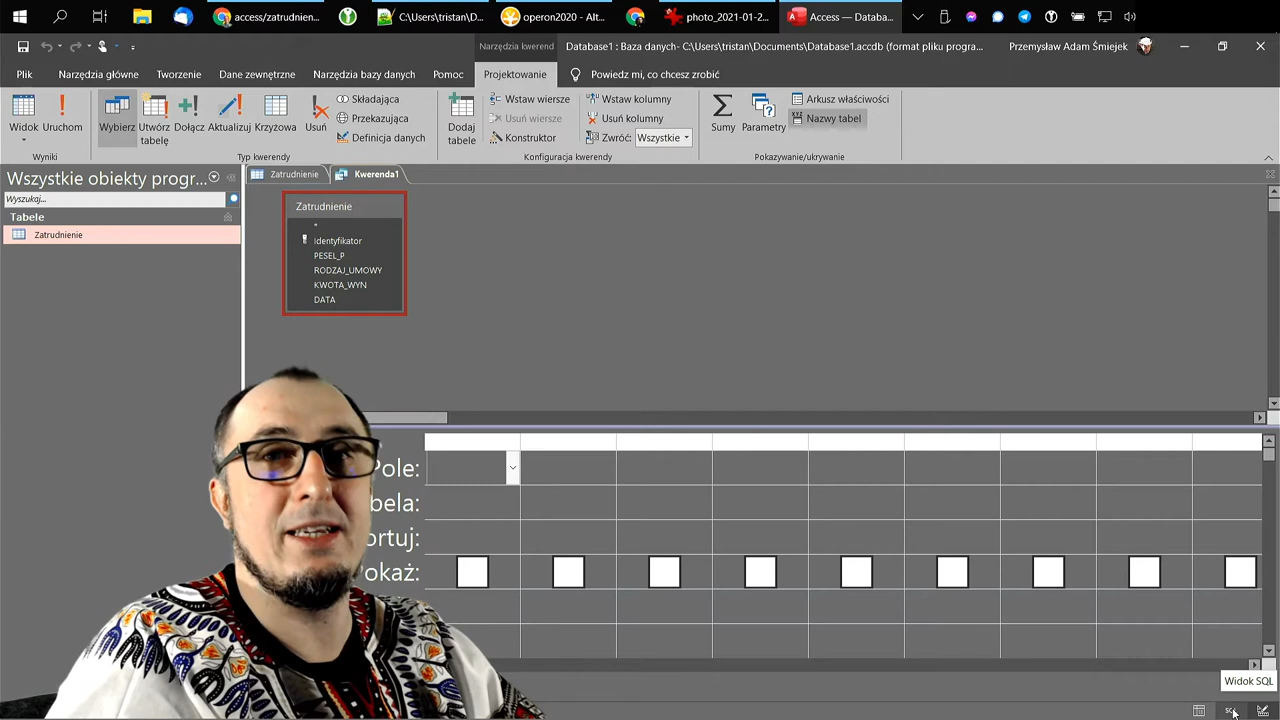 access/zatrudnien...
C:\Users\tristan\D...
operon2020 - Alt...
photo_2021-01-2...
Access — Databa...
Narzędzia kwerend
Database1 : Baza danych- C:\Users\tristan\Documents\Database1.accdb (format pliku progra...
Przemysław Adam Śmiejek
Plik
Narzędzia główne
Tworzenie
Dane zewnętrzne
Narzędzia bazy danych
Pomoc
Projektowanie
Powiedz mi, co chcesz zrobić
Widok
Uruchom
Wyniki
Wybierz
Utwórz
tabelę
Dołącz
Aktualizuj
Krzyżowa
Usuń
Składająca
Przekazująca
Definicja danych
Typ kwerendy
Dodaj
tabele
Wstaw wiersze
Usuń wiersze
Konstruktor
Wstaw kolumny
Usuń kolumny
Zwróć: Wszystkie
Konfiguracja kwerendy
Sumy
Parametry
Arkusz właściwości
Nazwy tabel
Pokazywanie/ukrywanie
Wszystkie obiekty progr...
Wyszukaj...
Tabele
Zatrudnienie
Zatrudnienie
Kwerenda1
Zatrudnienie
*
Identyfikator
PESEL_P
RODZAJ_UMOWY
KWOTA_WYN
DATA
Pole:
bela:
ortuj:
okaż:
Widok SQL